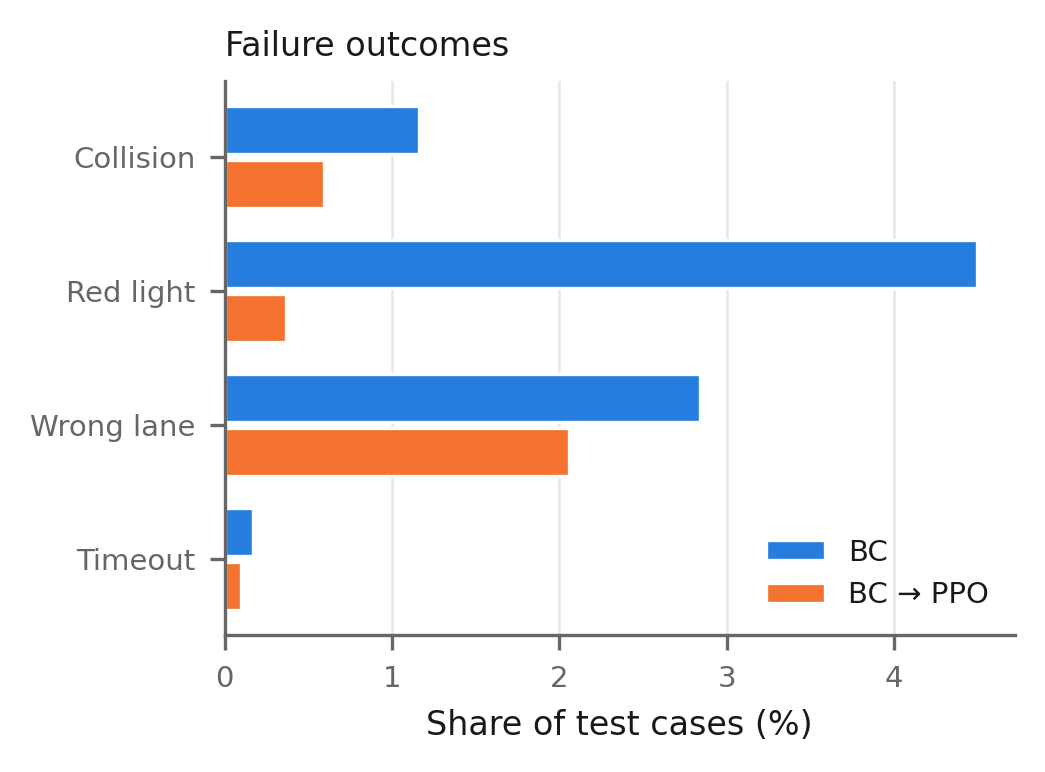 Failure outcomes
Collision
Red light
Wrong lane
Timeout
BC
BC → PPO
0 1 2 3 4
Share of test cases (%)